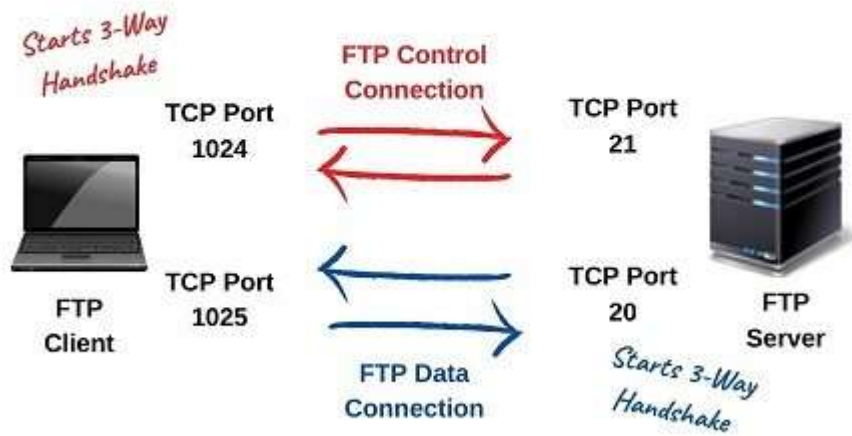 Starts 3-Way
Handshake
FTP Control
Connection
TCP Port
1024
TCP Port
21
FTP
Client
TCP Port
1025
TCP Port
20
FTP
Server
FTP Data
Connection
Starts 3-Way
Handshake